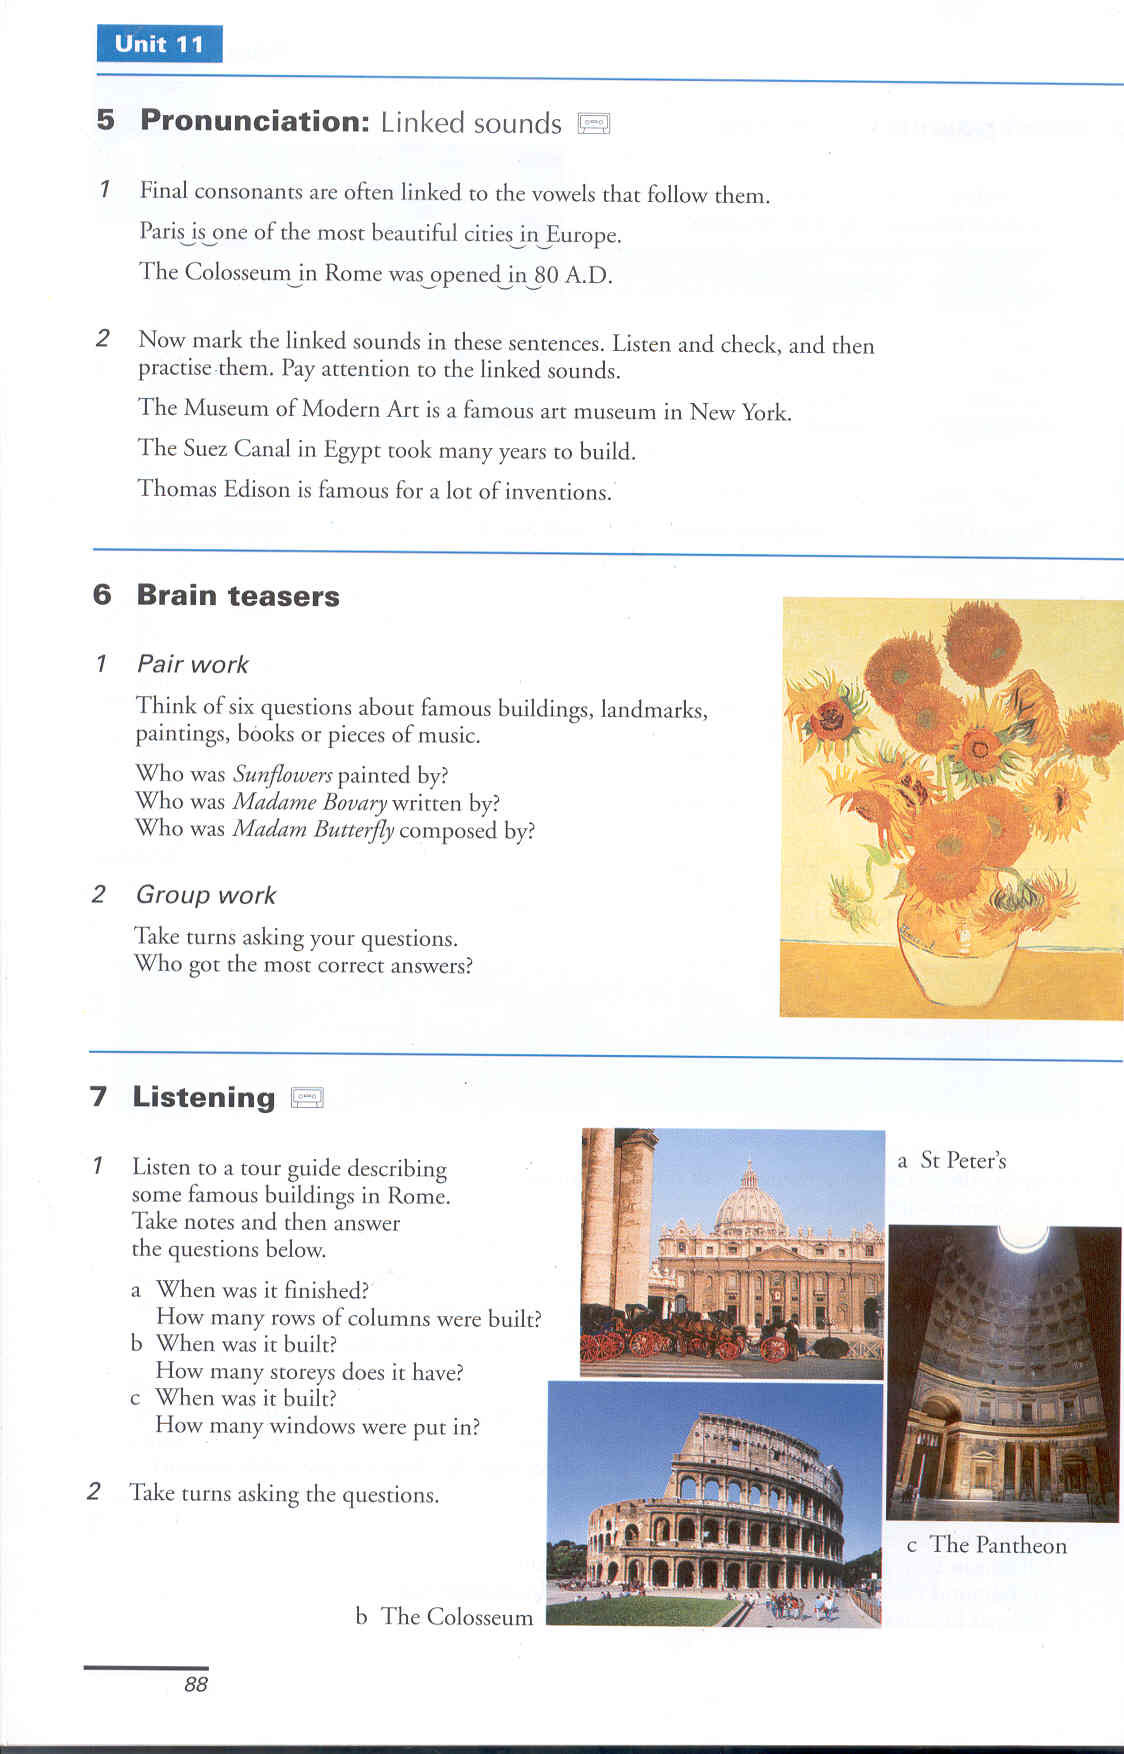 Unit 11
5 Pronunciation: Linked sounds
1 Final consonants are often linked to the vowels that follow them.
Paris is one of the most beautiful cities in Europe.
The Colosseum in Rome was opened in 80 A.D.
2 Now mark the linked sounds in these sentences. Listen and check, and then
practise them. Pay attention to the linked sounds.
The Museum of Modern Art is a famous art museum in New York.
The Suez Canal in Egypt took many years to build.
Thomas Edison is famous for a lot of inventions.
6 Brain teasers
1 Pair work
Think of six questions about famous buildings, landmarks,
paintings, books or pieces of music.
Who was Sunflowers painted by?
Who was Madame Bovary written by?
Who was Madam Butterfly composed by?
2 Group work
Take turns asking your questions.
Who got the most correct answers?
Vincent
7 Listening
1 Listen to a tour guide describing
some famous buildings in Rome.
Take notes and then answer
the questions below.
a When was it finished?
How many rows of columns were built?
b When was it built?
How many storeys does it have?
c When was it built?
How many windows were put in?
2 Take turns asking the questions.
a St Peter's
c The Pantheon
b The Colosseum
88